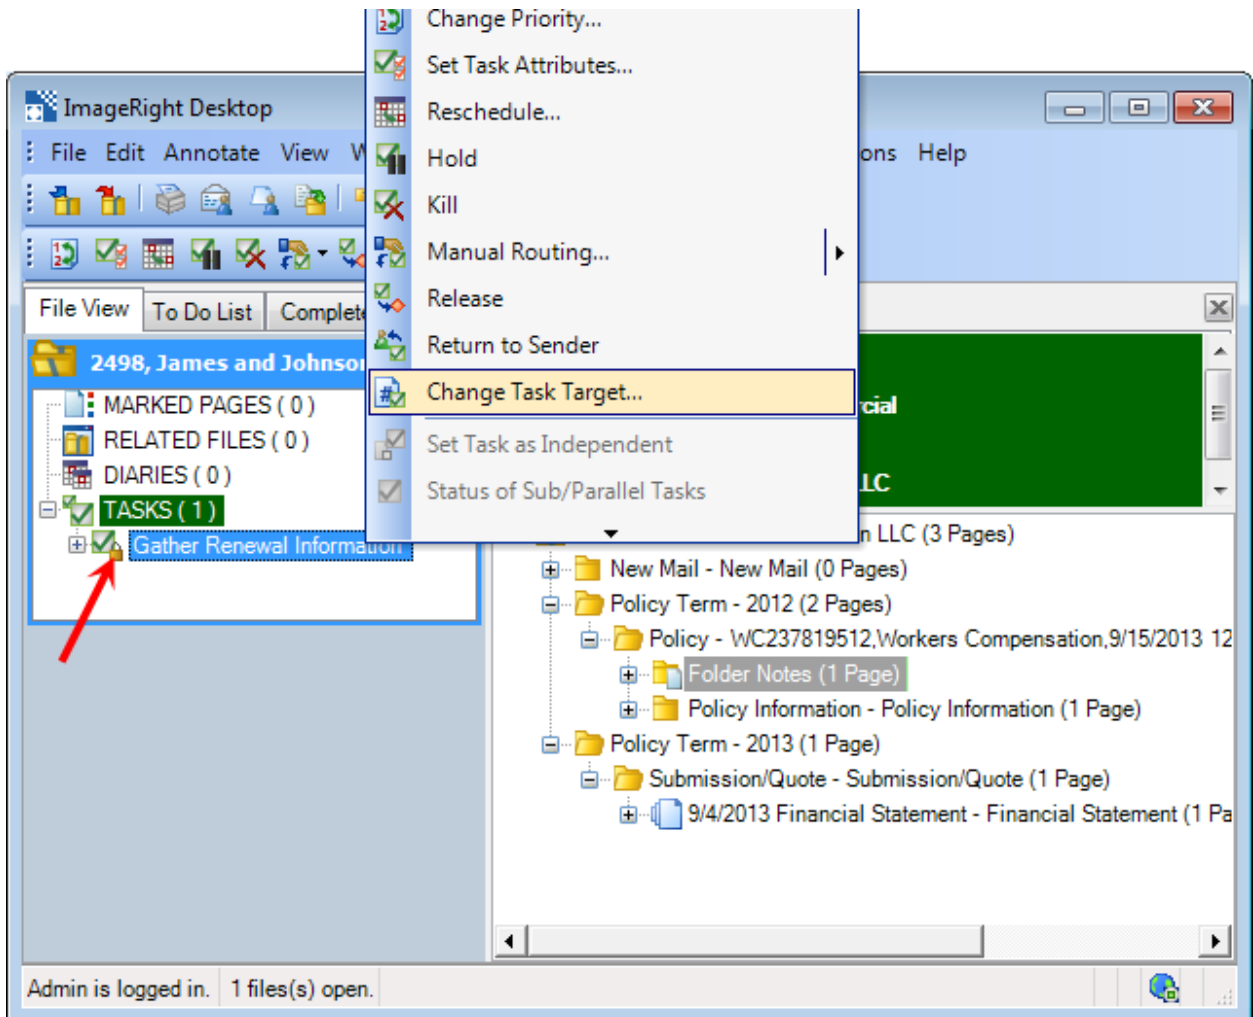 Change Priority...
Set Task Attributes...
ImageRight Desktop
Reschedule...
File Edit Annotate View W
Hold
ons Help
Kill
Manual Routing...
File View To Do List Complete
Release
2498, James and Johnson
Return to Sender
MARKED PAGES ( 0 )
Change Task Target...
rcial
RELATED FILES ( 0 )
Set Task as Independent
DIARIES ( 0 )
Status of Sub/Parallel Tasks
LLC
TASKS ( 1 )
Gather Renewal Information
n LLC (3 Pages)
New Mail - New Mail (0 Pages)
Policy Term - 2012 (2 Pages)
Policy - WC237819512,Workers Compensation,9/15/2013 12
Folder Notes (1 Page)
Policy Information - Policy Information (1 Page)
Policy Term - 2013 (1 Page)
Submission/Quote - Submission/Quote (1 Page)
9/4/2013 Financial Statement - Financial Statement (1 Pa
Admin is logged in. 1 files(s) open.